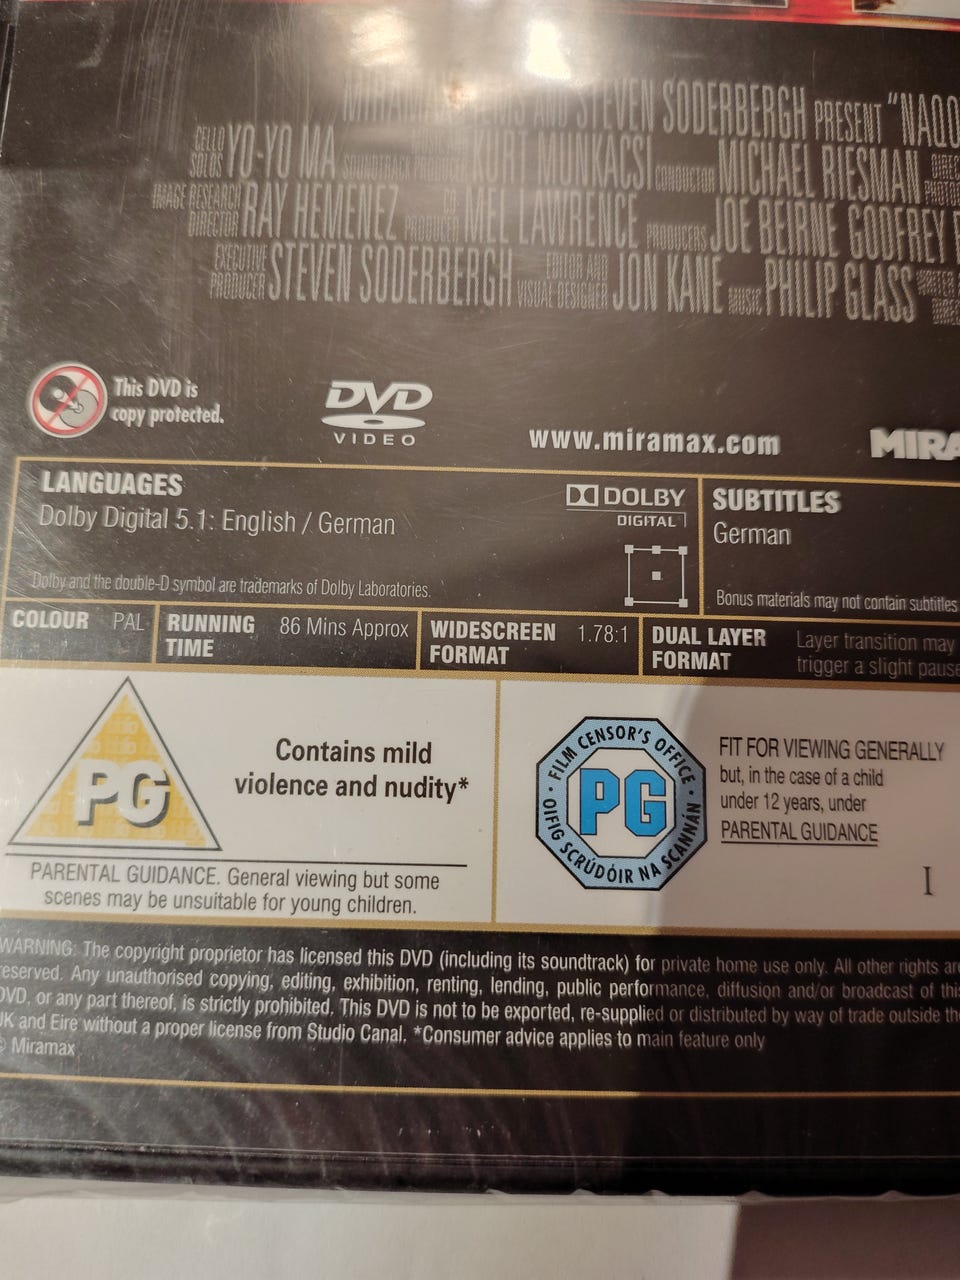 STEVEN SODERBERGH PRESENT "NAQO
CELLO SOLOS YO-YO MA SOUNDTRACK PRODUCER KURT MUNKACSI CONDUCTOR MICHAEL RIESMAN
IMAGE RESEARCH DIRECTOR RAY HEMENEZ CO PRODUCER MEL LAWRENCE PRODUCERS JOE BEIRNE GODFREY
EXECUTIVE PRODUCER STEVEN SODERBERGH EDITOR AND VISUAL DESIGNER JON KANE MUSIC PHILIP GLASS
This DVD is
copy protected.
DVD
VIDEO
www.miramax.com
MIRA
LANGUAGES
Dolby Digital 5.1: English / German
DOLBY
DIGITAL
Dolby and the double-D symbol are trademarks of Dolby Laboratories.
SUBTITLES
German
Bonus materials may not contain subtitles
COLOUR PAL
RUNNING TIME 86 Mins Approx
WIDESCREEN FORMAT 1.78:1
DUAL LAYER FORMAT
Layer transition may
trigger a slight pause
PG
Contains mild
violence and nudity*
PARENTAL GUIDANCE. General viewing but some
scenes may be unsuitable for young children.
· FILM CENSOR'S OFFICE ·
PG
OIFIG SCRÚDÓIR NA SCANNÁN
FIT FOR VIEWING GENERALLY
but, in the case of a child
under 12 years, under
PARENTAL GUIDANCE
I
WARNING: The copyright proprietor has licensed this DVD (including its soundtrack) for private home use only. All other rights are
reserved. Any unauthorised copying, editing, exhibition, renting, lending, public performance, diffusion and/or broadcast of this
DVD, or any part thereof, is strictly prohibited. This DVD is not to be exported, re-supplied or distributed by way of trade outside the
UK and Eire without a proper license from Studio Canal. *Consumer advice applies to main feature only
© Miramax